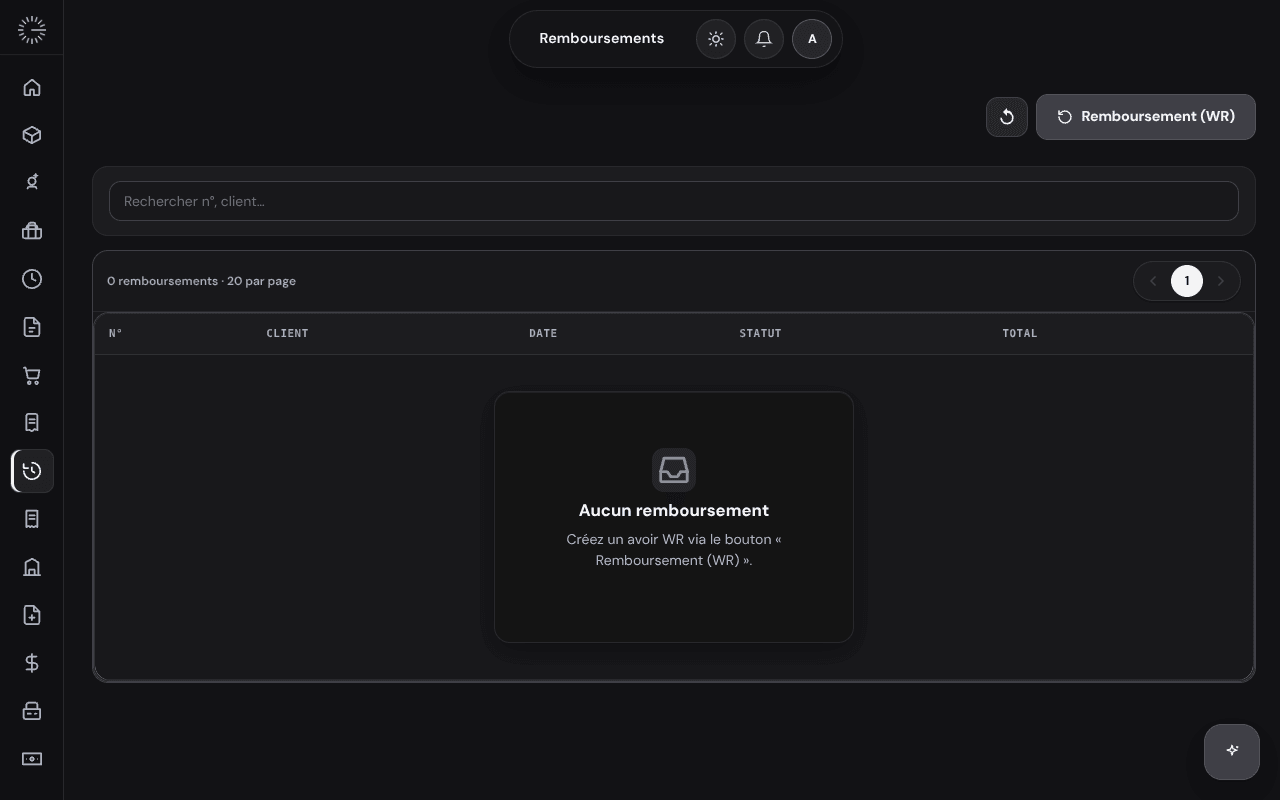 Remboursements
A
Remboursement (WR)
Rechercher n°, client...
0 remboursements · 20 par page
1
N° CLIENT DATE STATUT TOTAL
Aucun remboursement
Créez un avoir WR via le bouton «
Remboursement (WR) ».